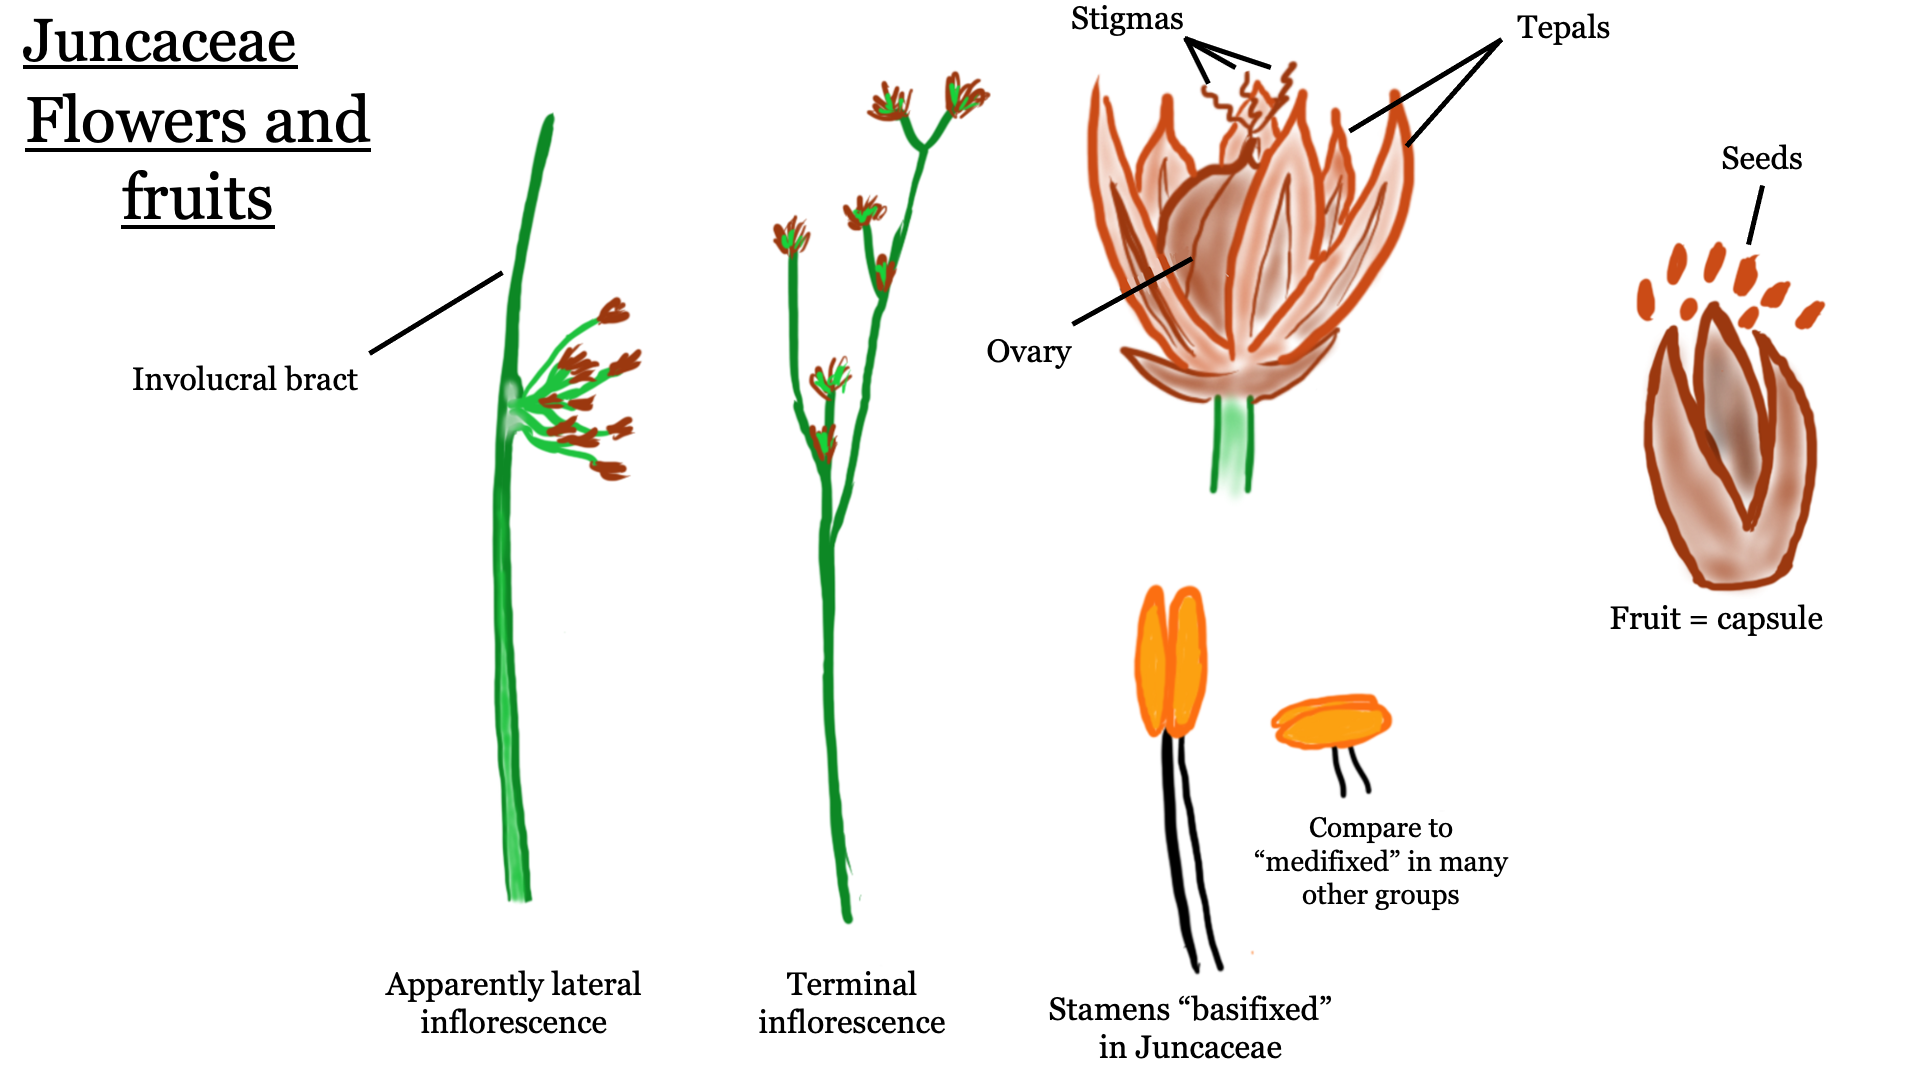 Juncaceae
Flowers and
fruits
Stigmas
Tepals
Seeds
Involucral bract
Ovary
Fruit = capsule
Compare to
“medifixed” in many
other groups
Apparently lateral
inflorescence
Terminal
inflorescence
Stamens “basifixed”
in Juncaceae